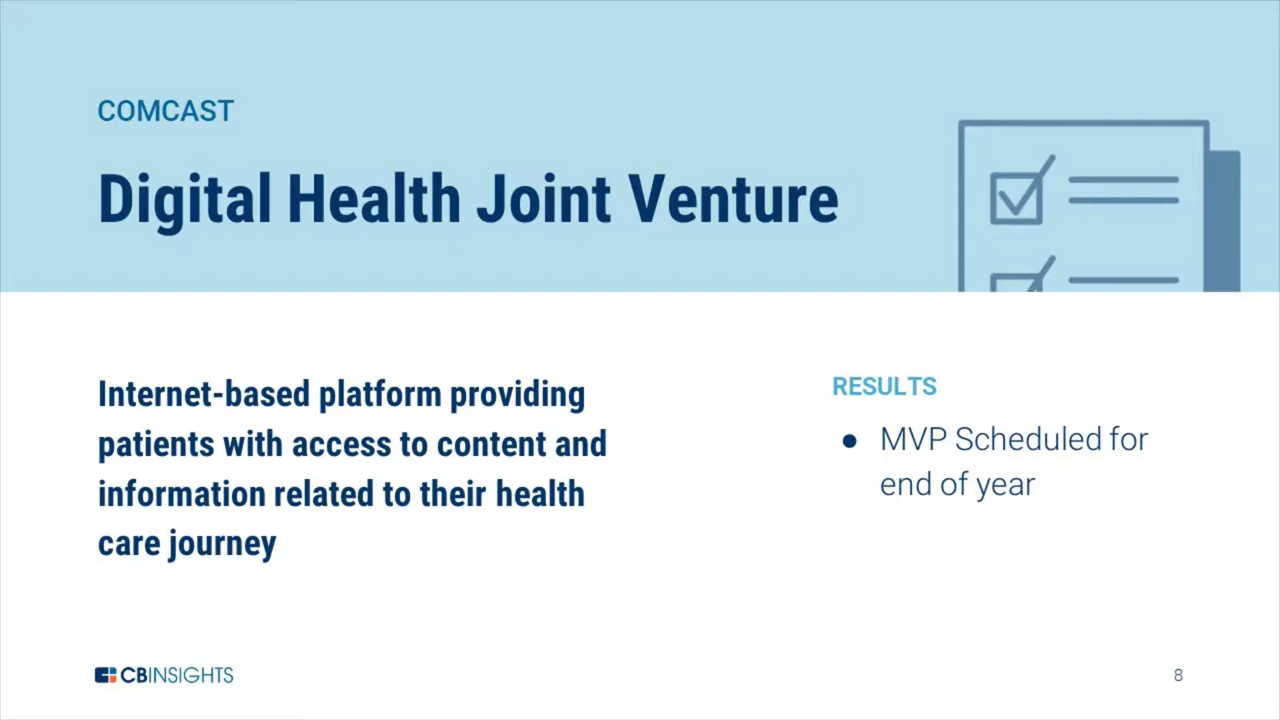 COMCAST
Digital Health Joint Venture
Internet-based platform providing
patients with access to content and
information related to their health
care journey
RESULTS
● MVP Scheduled for
end of year
CBINSIGHTS
8